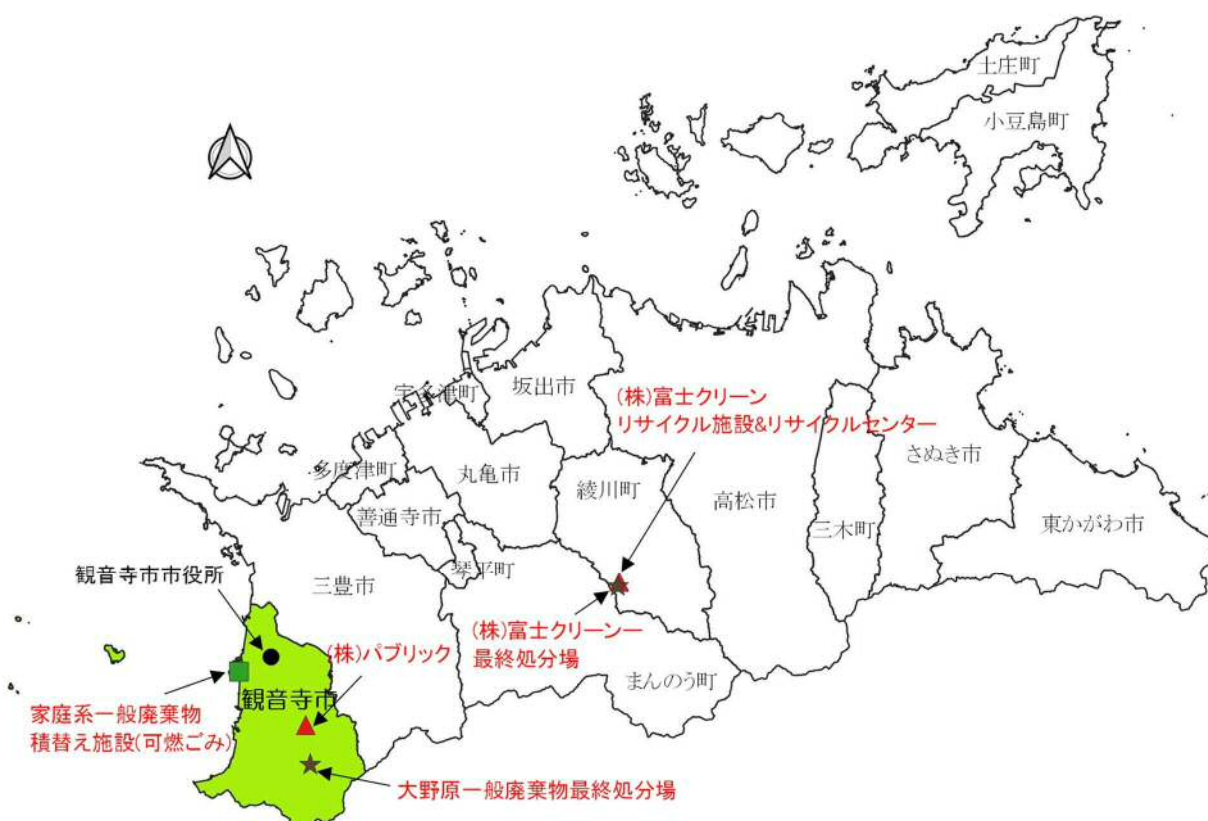 土庄町
小豆島町
宇多津町
坂出市
(株)富士クリーン
リサイクル施設&リサイクルセンター
多度津町
丸亀市
綾川町
高松市
さぬき市
善通寺市
三木町
東かがわ市
琴平町
観音寺市市役所
三豊市
(株)富士クリーンー
最終処分場
(株)パブリック
まんのう町
観音寺市
家庭系一般廃棄物
積替え施設(可燃ごみ)
大野原一般廃棄物最終処分場